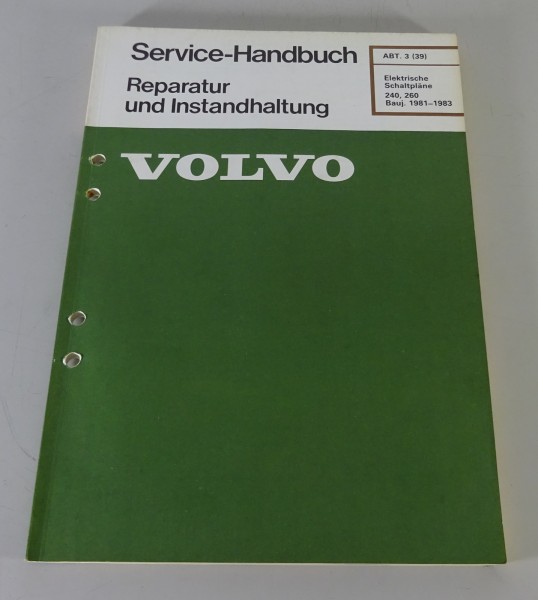 Service-Handbuch
Reparatur
und Instandhaltung
ABT. 3 (39)
Elektrische
Schaltpläne
240, 260
Bauj. 1981–1983
VOLVO